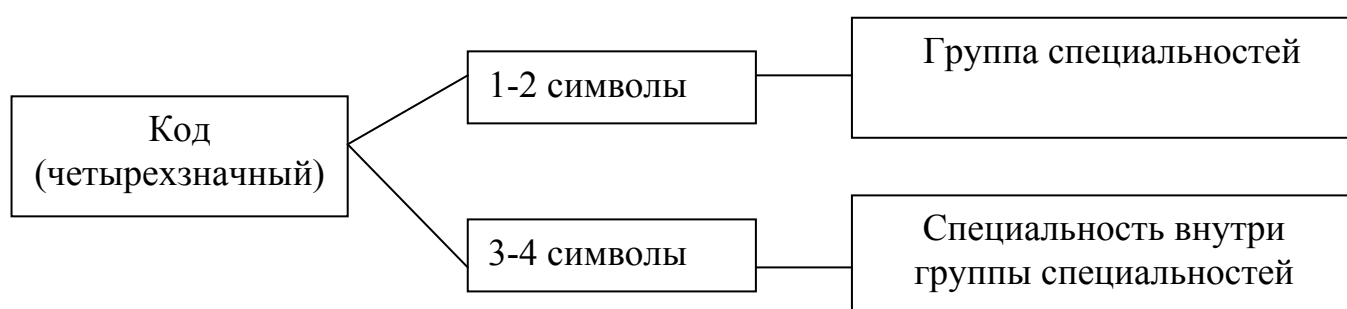 Код
(четырехзначный)
1-2 символы
Группа специальностей
3-4 символы
Специальность внутри
группы специальностей